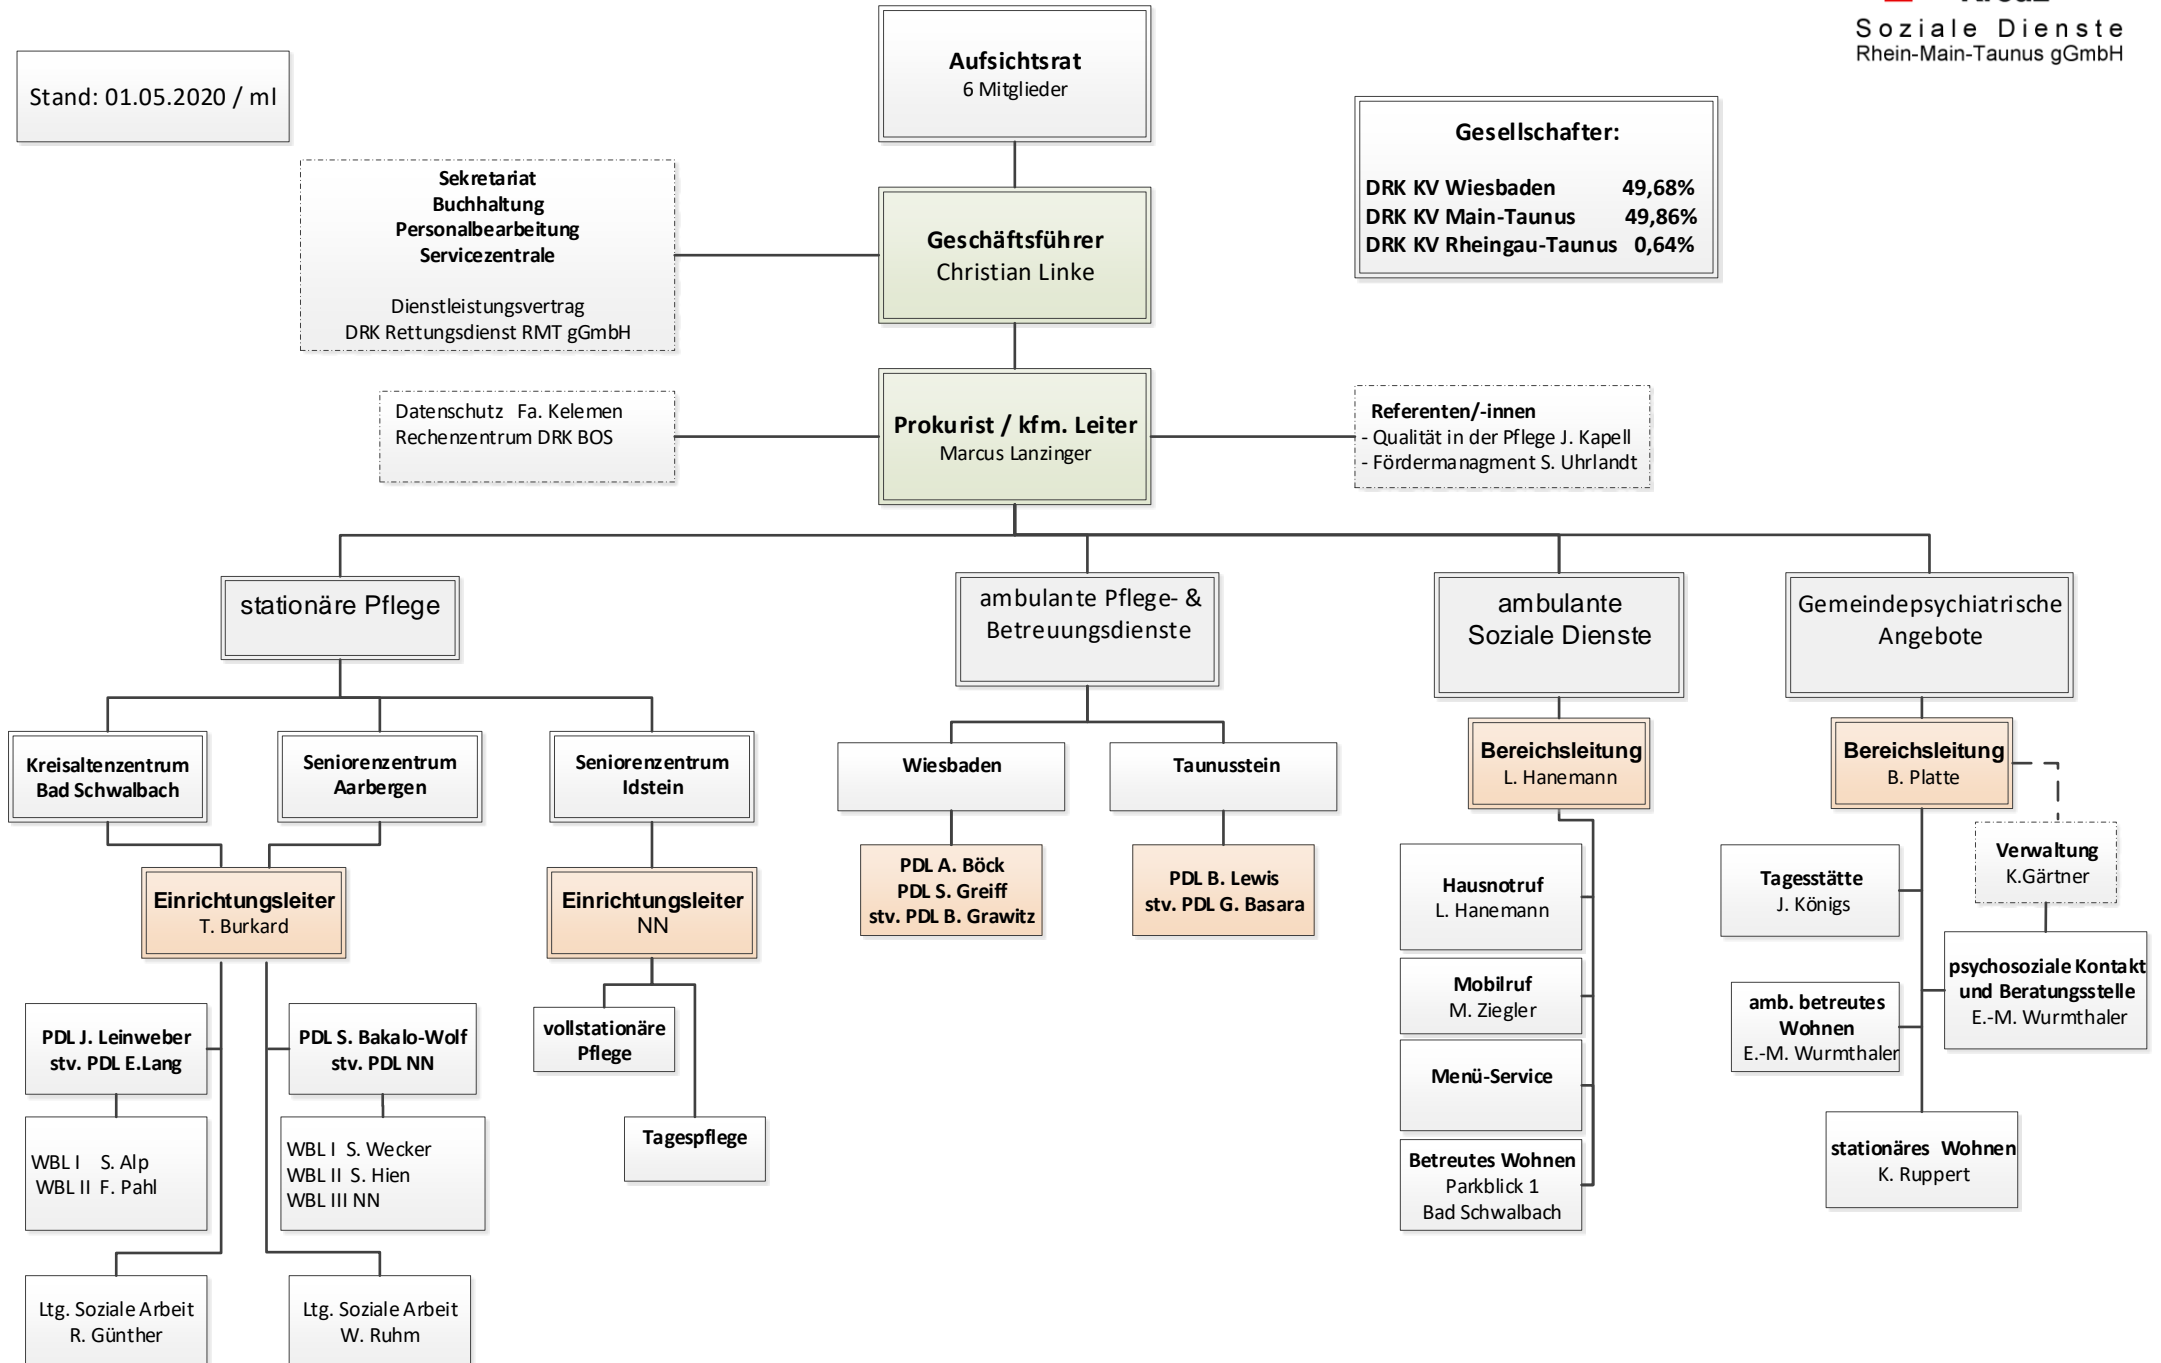 Soziale Dienste
Rhein-Main-Taunus gGmbH
Stand: 01.05.2020 / ml
Aufsichtsrat
6 Mitglieder
Gesellschafter:
DRK KV Wiesbaden 49,68%
DRK KV Main-Taunus 49,86%
DRK KV Rheingau-Taunus 0,64%
Sekretariat
Buchhaltung
Personalbearbeitung
Servicezentrale
Dienstleistungsvertrag
DRK Rettungsdienst RMT gGmbH
Geschäftsführer
Christian Linke
Datenschutz Fa. Kelemen
Rechenzentrum DRK BOS
Prokurist / kfm. Leiter
Marcus Lanzinger
Referenten/-innen
- Qualität in der Pflege J. Kapell
- Fördermanagment S. Uhrlandt
stationäre Pflege
ambulante Pflege- &
Betreuungsdienste
ambulante
Soziale Dienste
Gemeindepsychiatrische
Angebote
Kreisaltenzentrum
Bad Schwalbach
Seniorenzentrum
Aarbergen
Seniorenzentrum
Idstein
Wiesbaden
Taunusstein
Bereichsleitung
L. Hanemann
Bereichsleitung
B. Platte
Einrichtungsleiter
T. Burkard
Einrichtungsleiter
NN
PDL A. Böck
PDL S. Greiff
stv. PDL B. Grawitz
PDL B. Lewis
stv. PDL G. Basara
Hausnotruf
L. Hanemann
Tagesstätte
J. Königs
Verwaltung
K.Gärtner
PDL J. Leinweber
stv. PDL E.Lang
PDL S. Bakalo-Wolf
stv. PDL NN
vollstationäre
Pflege
Mobilruf
M. Ziegler
amb. betreutes
Wohnen
E.-M. Wurmthaler
psychosoziale Kontakt
und Beratungsstelle
E.-M. Wurmthaler
WBL I S. Alp
WBL II F. Pahl
WBL I S. Wecker
WBL II S. Hien
WBL III NN
Tagespflege
Menü-Service
Betreutes Wohnen
Parkblick 1
Bad Schwalbach
stationäres Wohnen
K. Ruppert
Ltg. Soziale Arbeit
R. Günther
Ltg. Soziale Arbeit
W. Ruhm